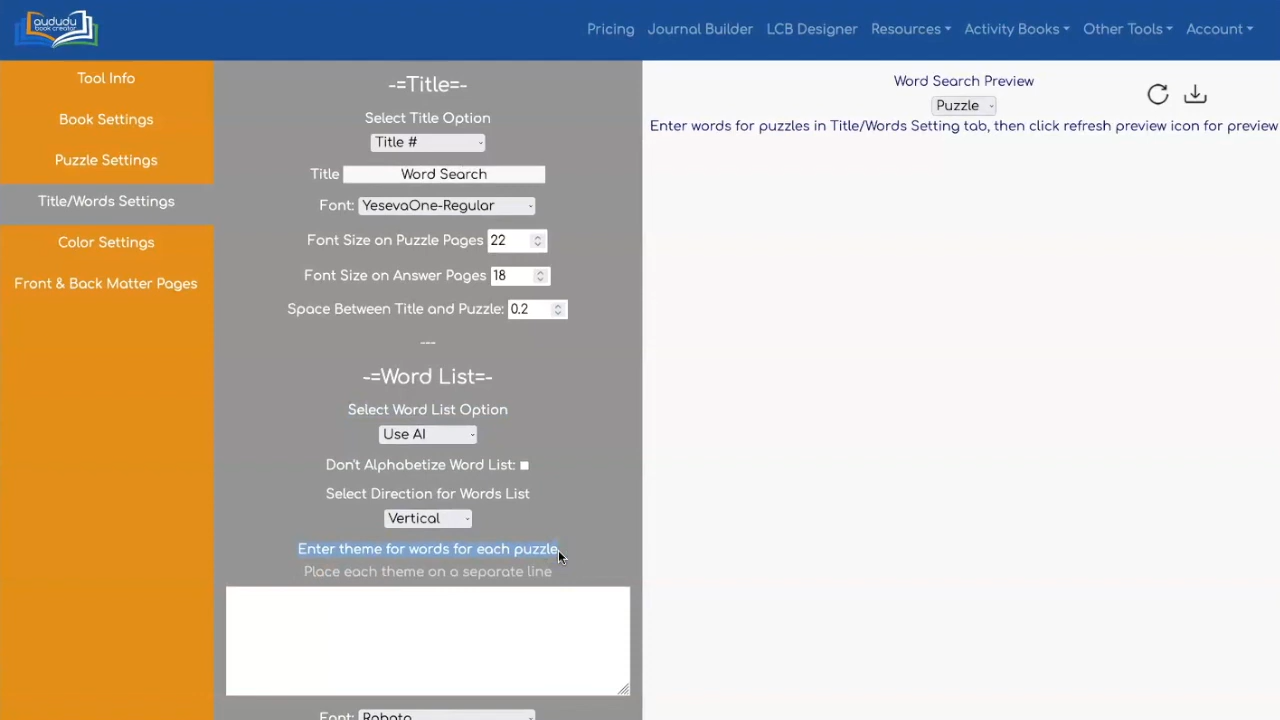 aududu
book creator
Pricing Journal Builder LCB Designer Resources Activity Books Other Tools Account
Tool Info
Book Settings
Puzzle Settings
Title/Words Settings
Color Settings
Front & Back Matter Pages
-=Title=-
Select Title Option
Title #
Title Word Search
Font: YesevaOne-Regular
Font Size on Puzzle Pages 22
Font Size on Answer Pages 18
Space Between Title and Puzzle: 0.2
---
-=Word List=-
Select Word List Option
Use AI
Don't Alphabetize Word List:
Select Direction for Words List
Vertical
Enter theme for words for each puzzle
Place each theme on a separate line
Font: Roboto
Word Search Preview
Puzzle
Enter words for puzzles in Title/Words Setting tab, then click refresh preview icon for preview